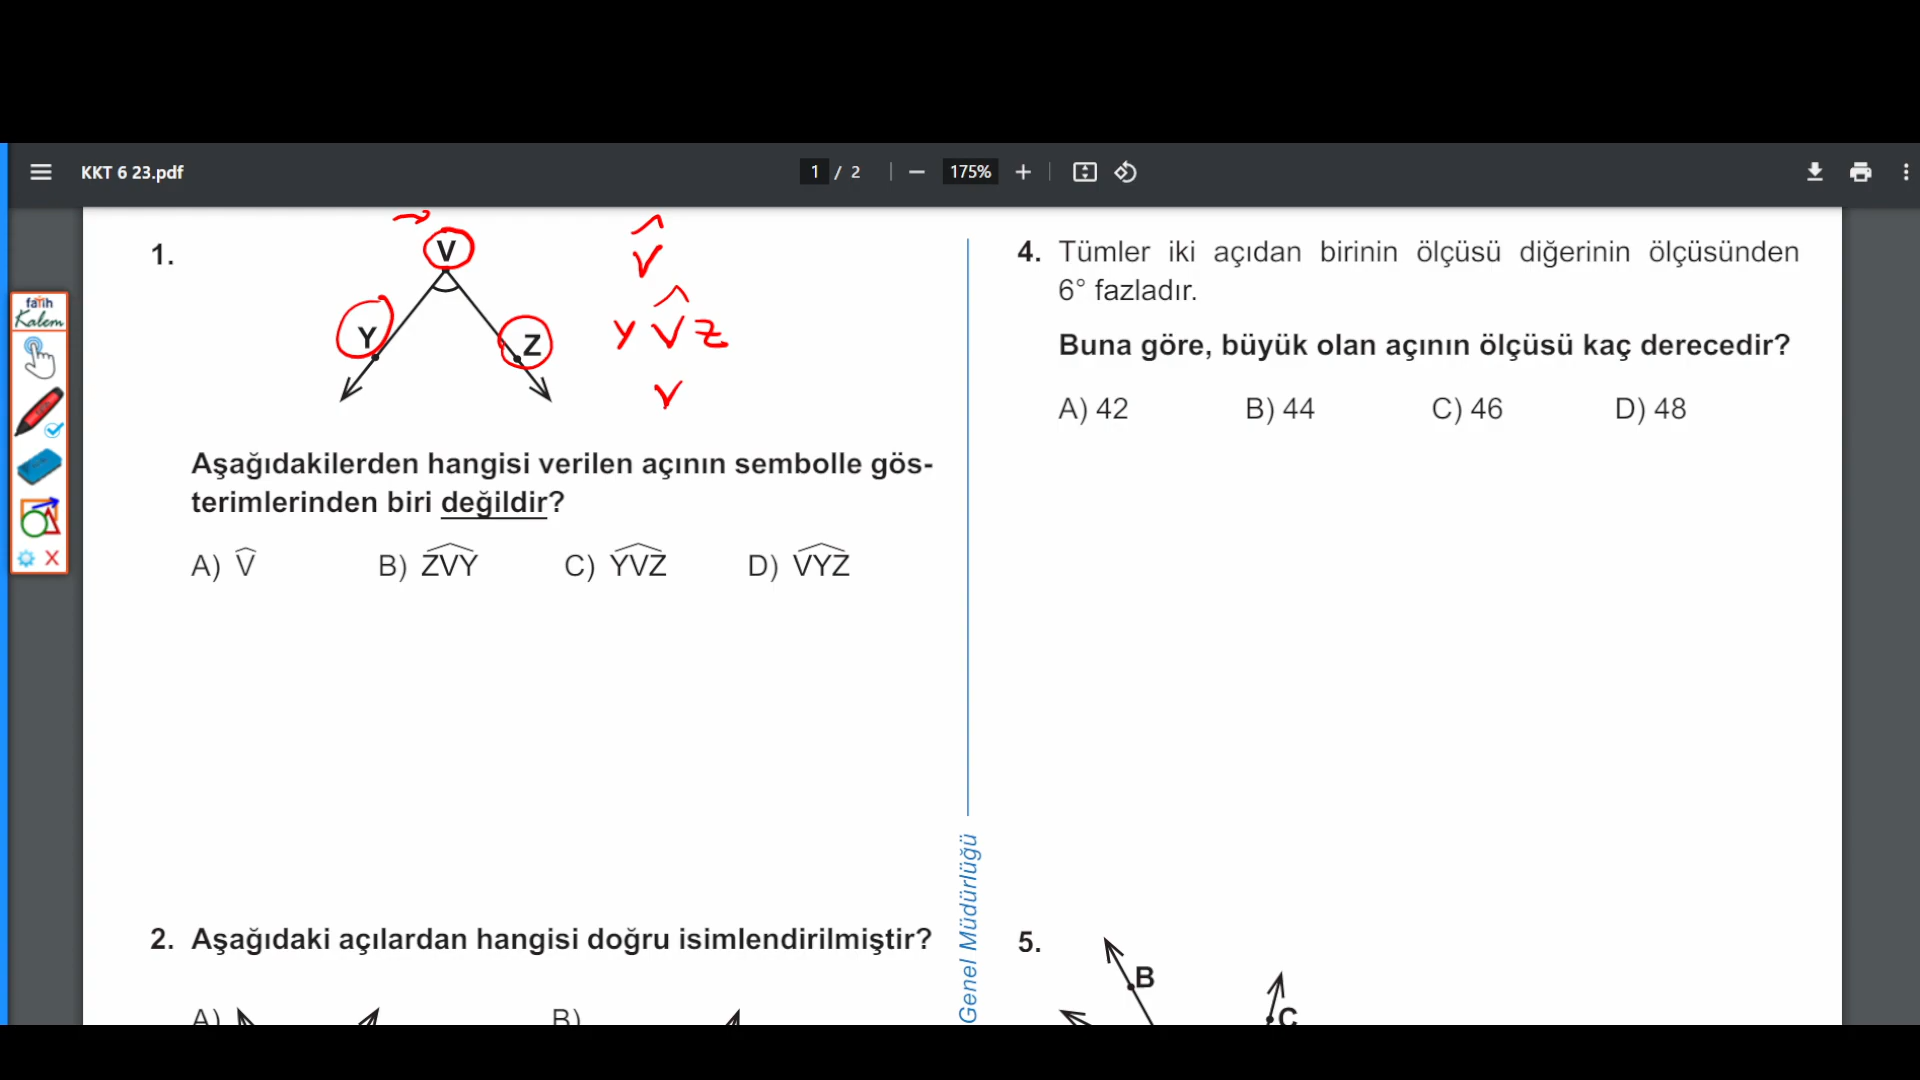 KKT 6 23.pdf
1 / 2
175%
fatih
Kalem
1.
V
Y
Z
V
Y V Z
V
Aşağıdakilerden hangisi verilen açının sembolle gös-
terimlerinden biri değildir?
A) V
B) ZVY
C) YVZ
D) VYZ
2. Aşağıdaki açılardan hangisi doğru isimlendirilmiştir?
A)
B)
Genel Müdürlüğü
4. Tümler iki açıdan birinin ölçüsü diğerinin ölçüsünden
6° fazladır.
Buna göre, büyük olan açının ölçüsü kaç derecedir?
A) 42
B) 44
C) 46
D) 48
5.
B
C